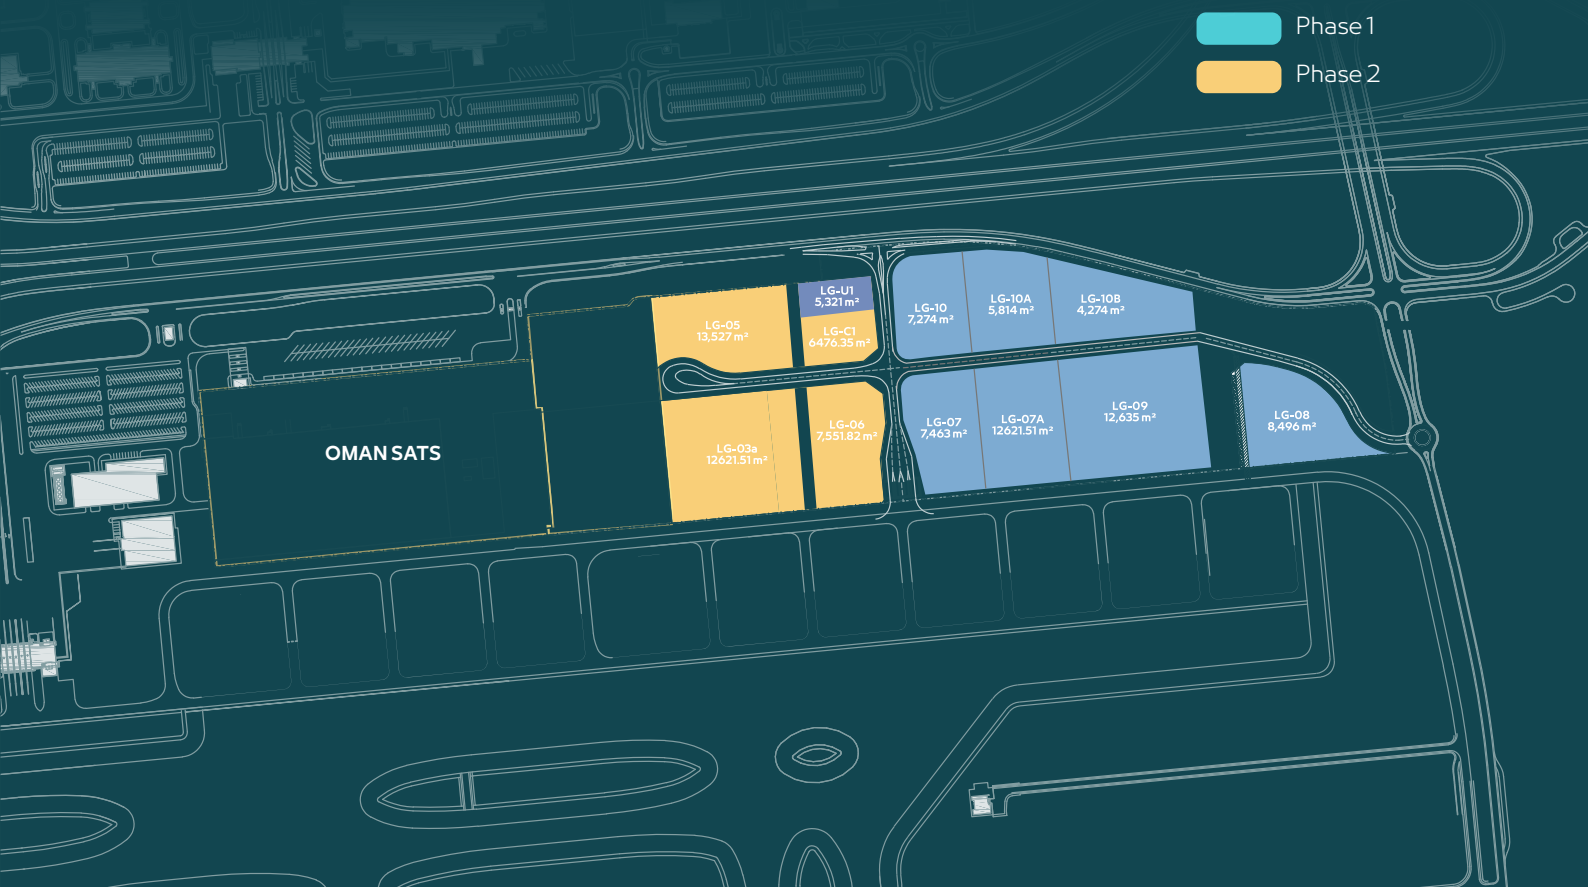 Phase 1
Phase 2
LG-U1
5,321 m²
LG-05
13,527 m²
LG-C1
6476.35 m²
LG-10
7,274 m²
LG-10A
5,814 m²
LG-10B
4,274 m²
OMAN SATS
LG-03a
12621.51 m²
LG-06
7,551.82 m²
LG-07
7,463 m²
LG-07A
12621.51 m²
LG-09
12,635 m²
LG-08
8,496 m²